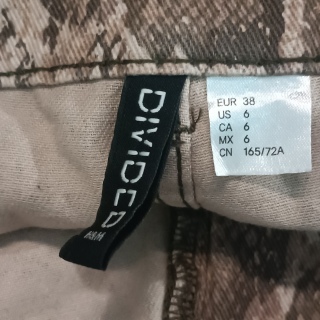 DIVIDED
H&M
EUR 38
US 6
CA 6
MX 6
CN 165/72A